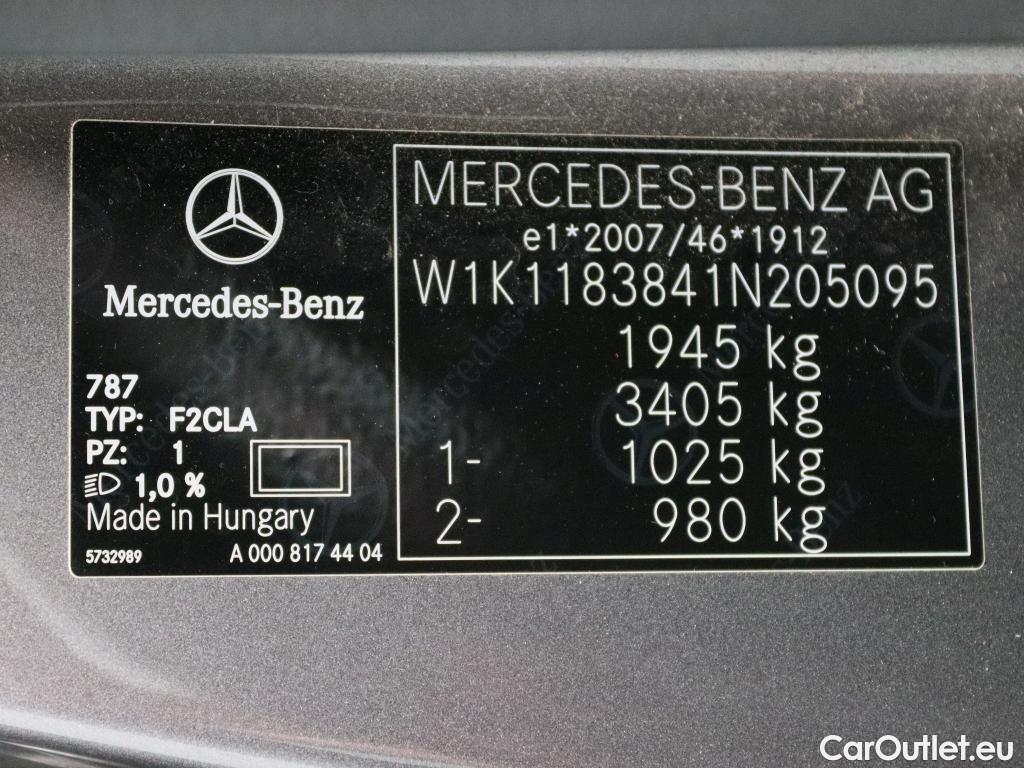 Mercedes-Benz
787
TYP: F2CLA
PZ: 1
1,0 %
Made in Hungary
5732989 A 000 817 44 04
MERCEDES-BENZ AG
e1*2007/46*1912
W1K1183841N205095
1945 kg
3405 kg
1- 1025 kg
2- 980 kg
CarOutlet.eu